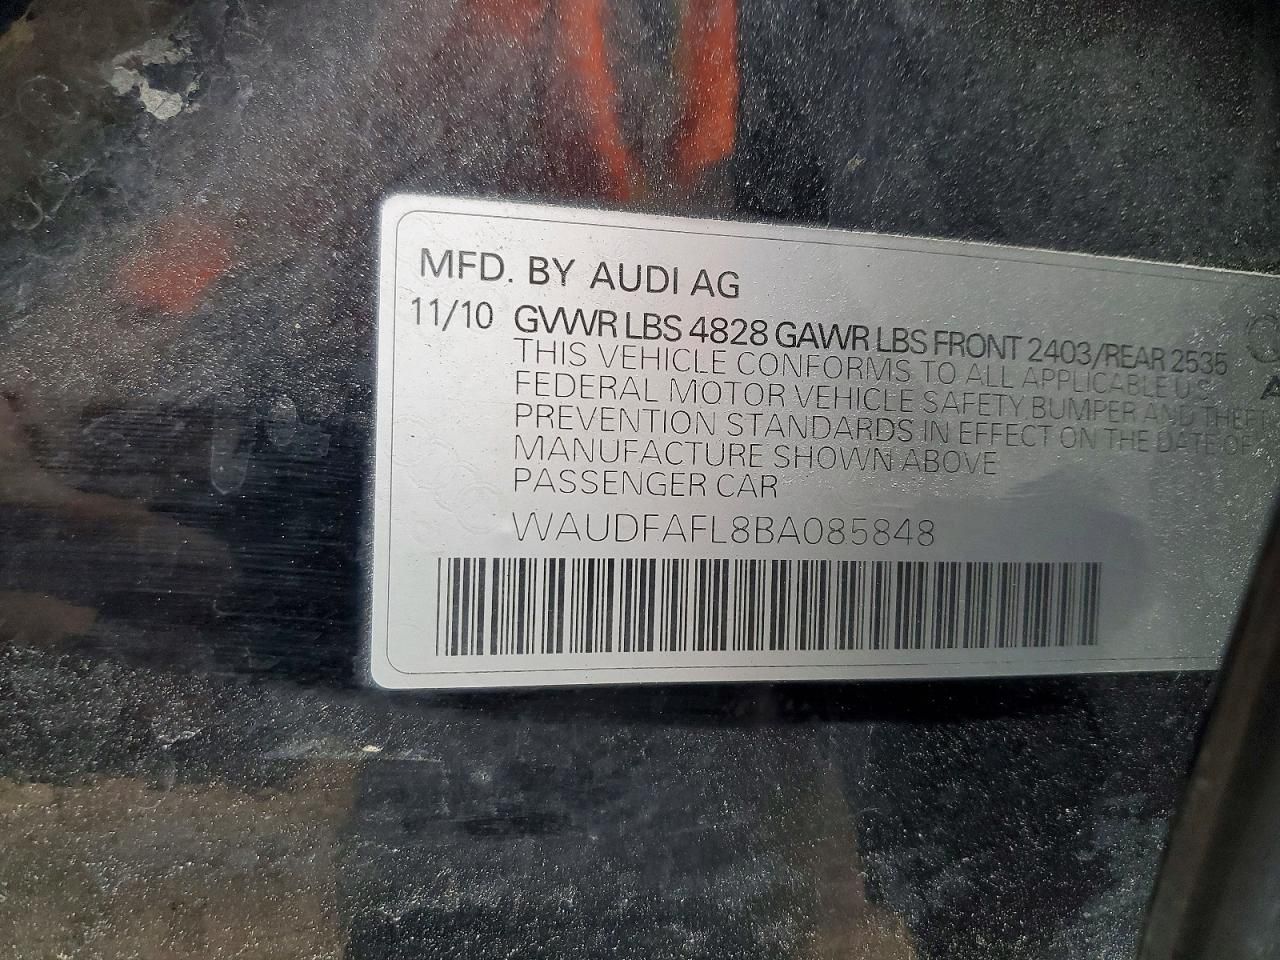 MFD. BY AUDI AG
11/10 GVWR LBS 4828 GAWR LBS FRONT 2403/REAR 2535
THIS VEHICLE CONFORMS TO ALL APPLICABLE U.S.
FEDERAL MOTOR VEHICLE SAFETY BUMPER AND THEFT
PREVENTION STANDARDS IN EFFECT ON THE DATE OF
MANUFACTURE SHOWN ABOVE
PASSENGER CAR
WAUDFAFL8BA085848